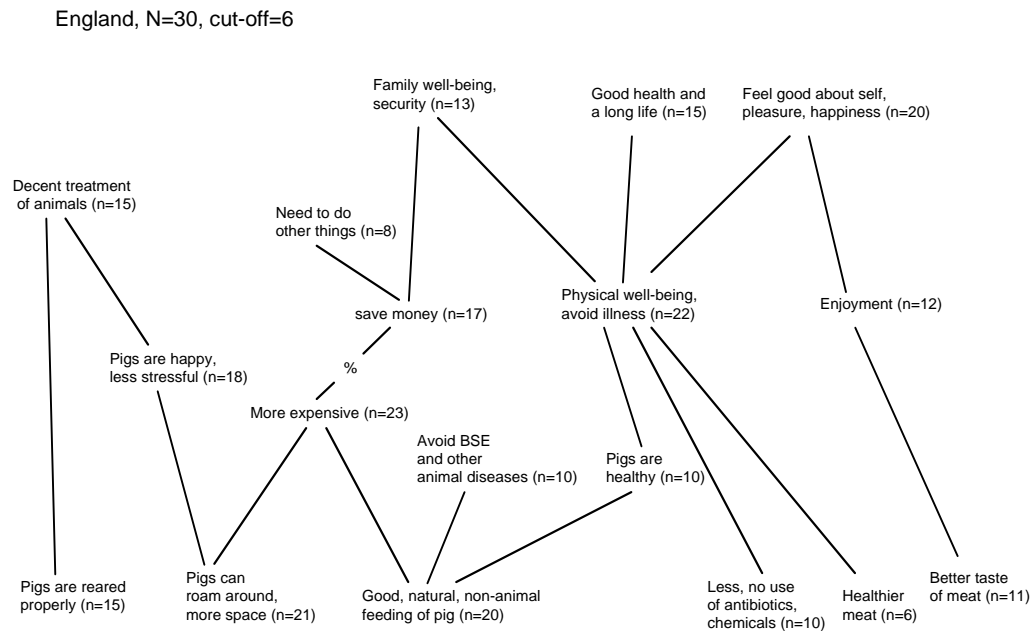 England, N=30, cut-off=6
Family well-being,
security (n=13)
Good health and
a long life (n=15)
Feel good about self,
pleasure, happiness (n=20)
Decent treatment
of animals (n=15)
Need to do
other things (n=8)
save money (n=17)
Physical well-being,
avoid illness (n=22)
Enjoyment (n=12)
Pigs are happy,
less stressful (n=18)
%
More expensive (n=23)
Avoid BSE
and other
animal diseases (n=10)
Pigs are
healthy (n=10)
Pigs are reared
properly (n=15)
Pigs can
roam around,
more space (n=21)
Good, natural, non-animal
feeding of pig (n=20)
Less, no use
of antibiotics,
chemicals (n=10)
Healthier
meat (n=6)
Better taste
of meat (n=11)